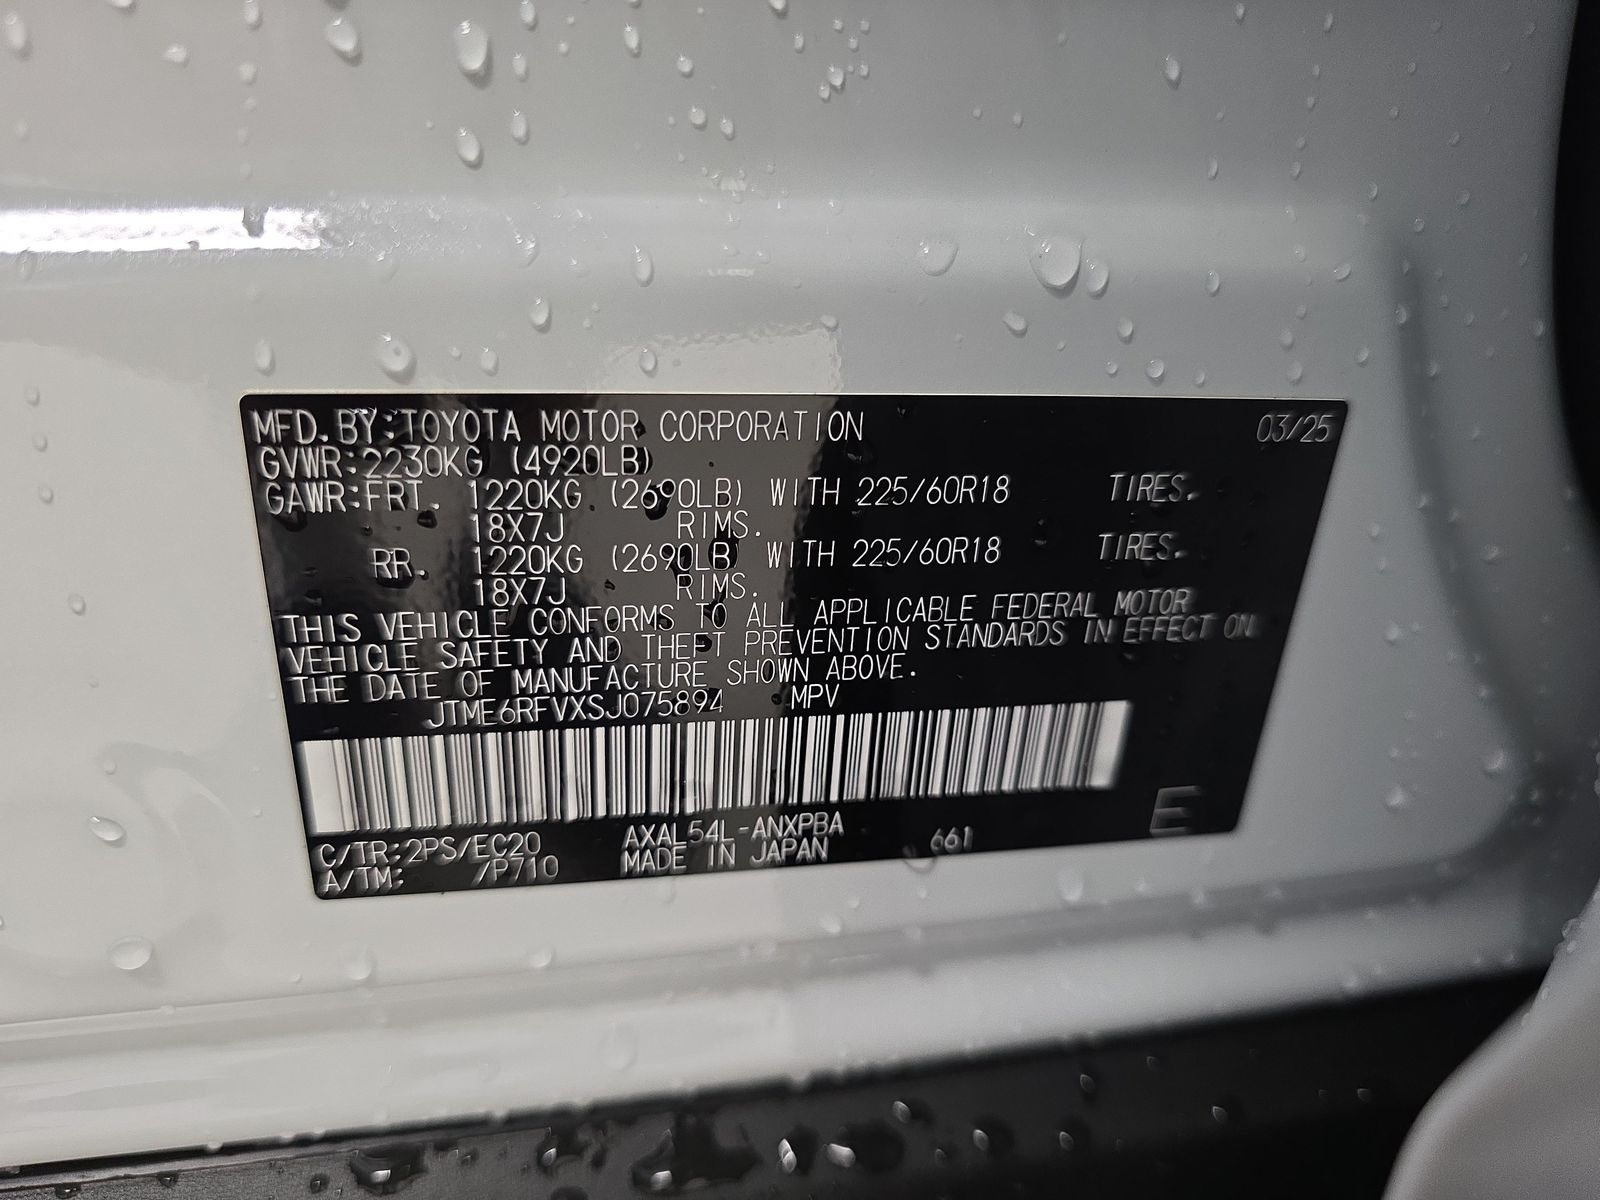 MFD. BY: TOYOTA MOTOR CORPORATION 03/25
GVWR: 2230KG (4920LB)
GAWR: FRT. 1220KG (2690LB) WITH 225/60R18 TIRES.
18X7J RIMS.
RR. 1220KG (2690LB) WITH 225/60R18 TIRES.
18X7J RIMS.
THIS VEHICLE CONFORMS TO ALL APPLICABLE FEDERAL MOTOR
VEHICLE SAFETY AND THEFT PREVENTION STANDARDS IN EFFECT ON
THE DATE OF MANUFACTURE SHOWN ABOVE.
JTME6RFVXSJ075894 MPV
C/TR: 2PS/EC20 AXAL54L-ANXPBA 661 E
A/TM: /P710 MADE IN JAPAN